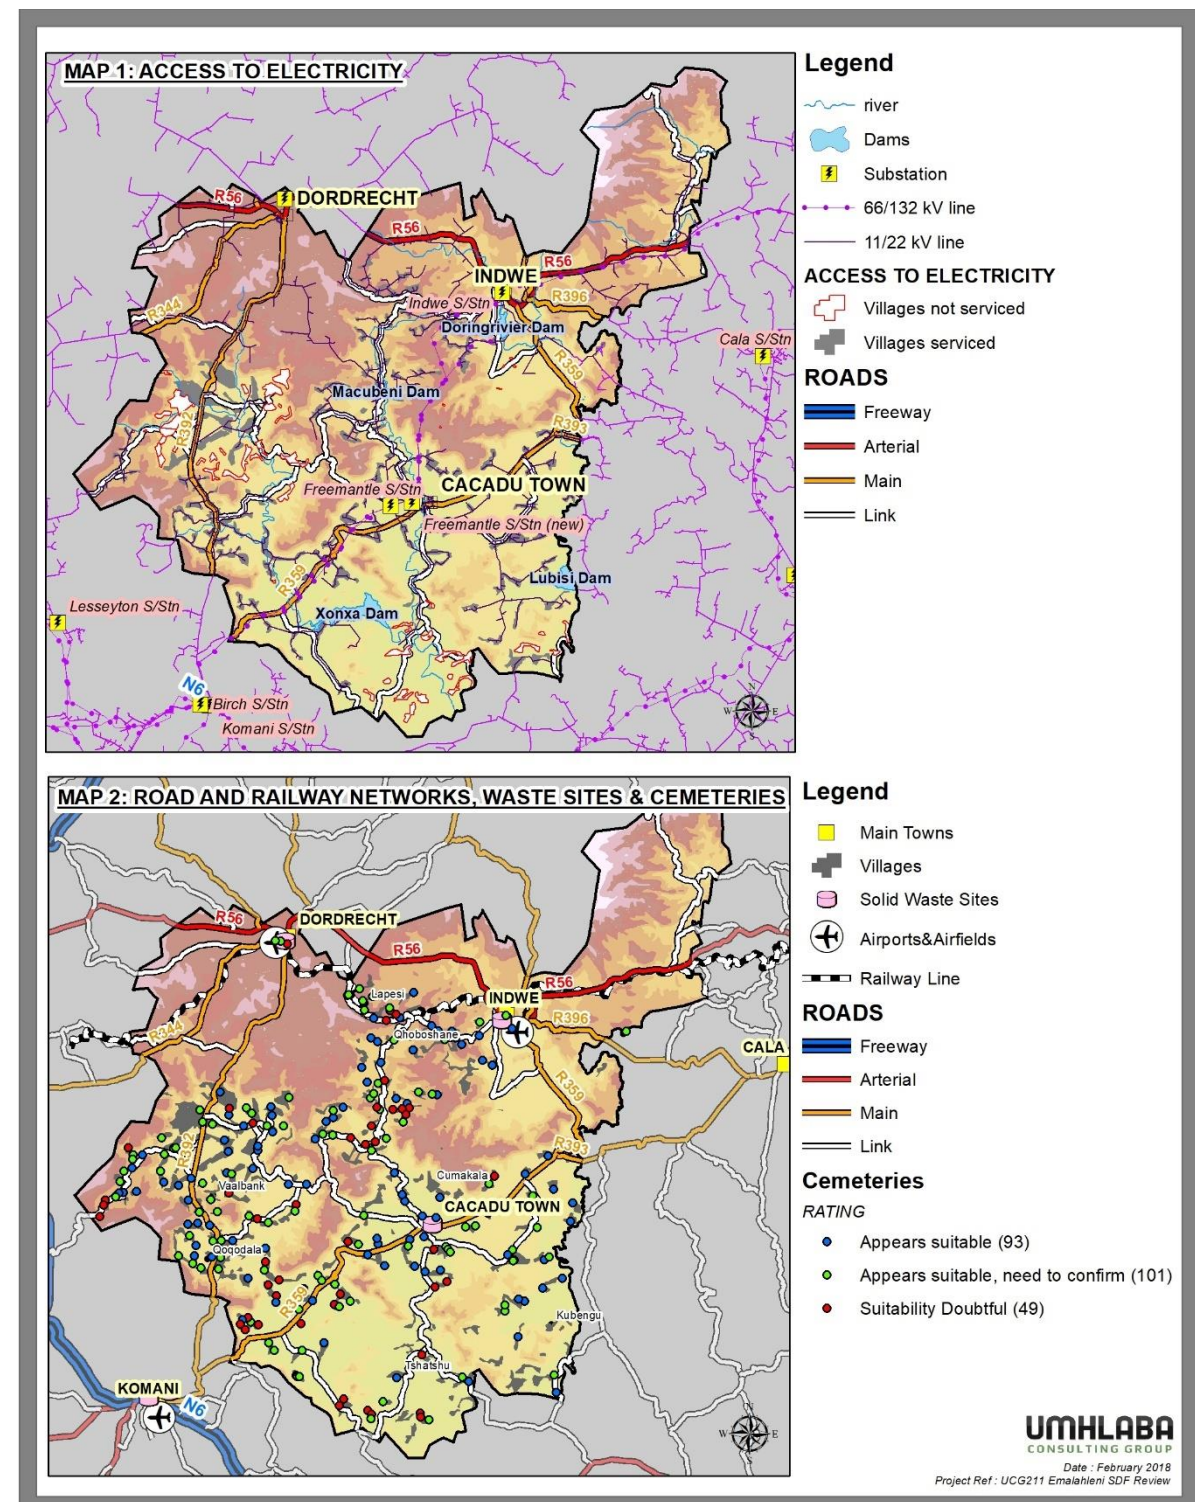 MAP 1: ACCESS TO ELECTRICITY
R56
DORDRECHT
R56
INDWE
R56
Indwe S/Stn
R396
R344
Doringrivier Dam
Cala S/Stn
R359
Macubeni Dam
R392
R393
Freemantle S/Stn
CACADU TOWN
Freemantle S/Stn (new)
R359
Lubisi Dam
Lesseyton S/Stn
Xonxa Dam
N6
Birch S/Stn
Komani S/Stn
N
W
E
S
Legend
river
Dams
Substation
66/132 kV line
11/22 kV line
ACCESS TO ELECTRICITY
Villages not serviced
Villages serviced
ROADS
Freeway
Arterial
Main
Link
MAP 2: ROAD AND RAILWAY NETWORKS, WASTE SITES & CEMETERIES
R56
DORDRECHT
R56
R56
Lapesi
INDWE
R396
R344
Qhoboshane
CALA
R359
R392
R393
Vaalbank
Cumakala
CACADU TOWN
Qoqodala
R359
Kubengu
Tshatshu
KOMANI
N6
N
W
E
S
Legend
Main Towns
Villages
Solid Waste Sites
Airports&Airfields
Railway Line
ROADS
Freeway
Arterial
Main
Link
Cemeteries
RATING
Appears suitable (93)
Appears suitable, need to confirm (101)
Suitability Doubtful (49)
UMHLABA
CONSULTING GROUP
Date : February 2018
Project Ref : UCG211 Emalahleni SDF Review